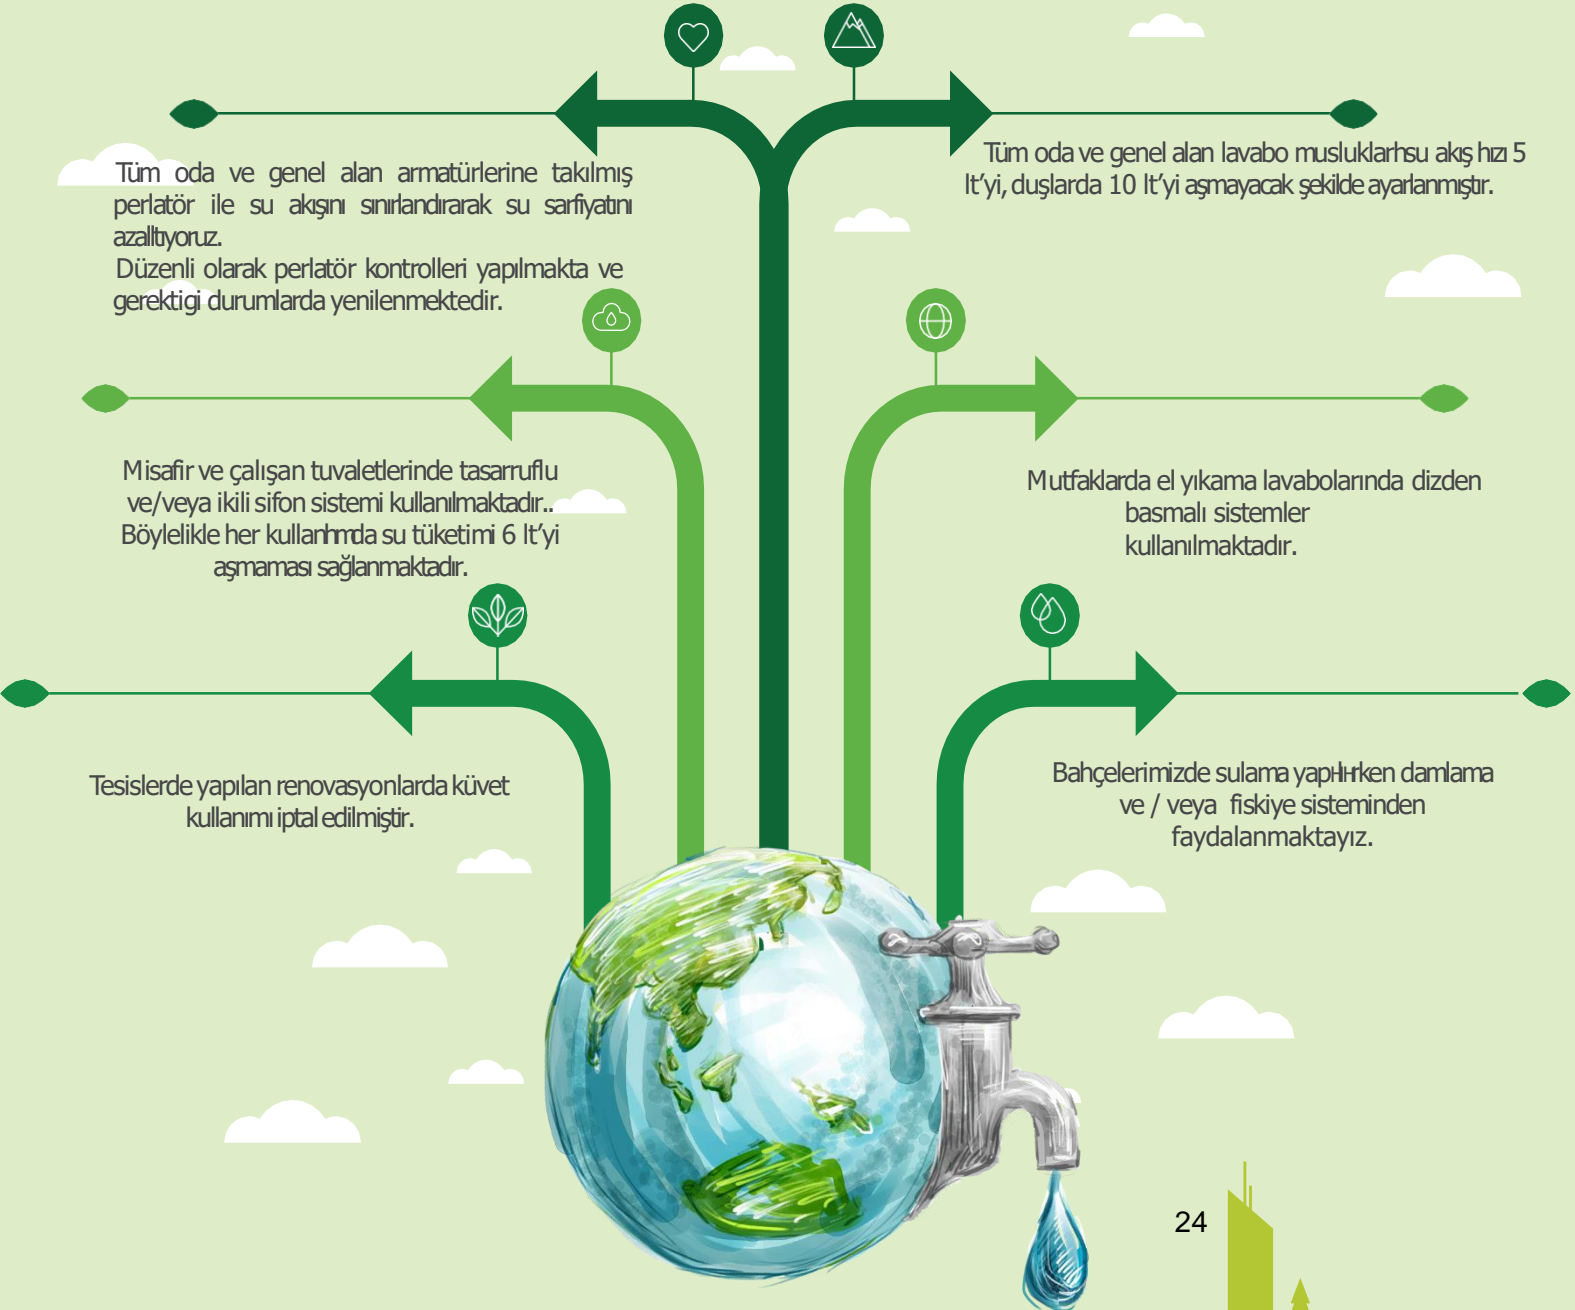 Tüm oda ve genel alan armatürlerine takılmış
perlatör ile su akışını sınırlandırarak su sarfiyatını
azalltıyoruz.
Düzenli olarak perlatör kontrolleri yapılmakta ve
gerektigi durumlarda yenilenmektedir.
Tüm oda ve genel alan lavabo su akış hızı 5
lt’yi, duşlarda 10 lt’yi aşmayacak şekilde ayarlanmıştır.
Misafir ve çalışan tuvaletlerinde tasarruflu
ve/veya ikili sifon sistemi kullanılmaktadır..
Böylelikle her su tüketimi 6 lt’yi
aşmaması sağlanmaktadır.
Mutfaklarda el yıkama lavabolarında dizden
basmalı sistemler
kullanılmaktadır.
Tesislerde yapılan renovasyonlarda küvet
kullanımı iptal edilmiştir.
Bahçelerimizde sulama damlama
ve / veya fiskiye sisteminden
faydalanmaktayız.
24